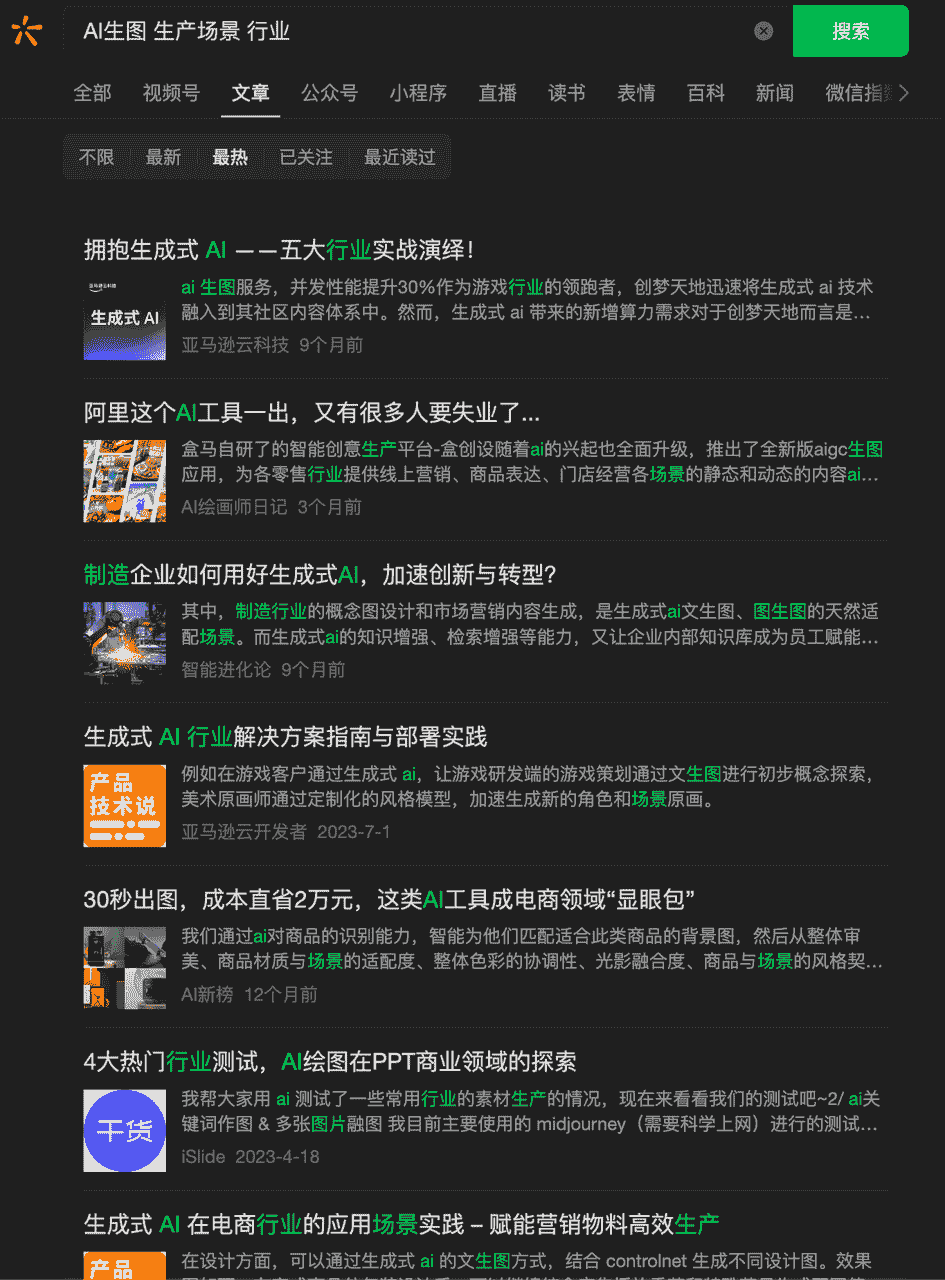 AI生图 生产场景 行业
搜索
全部 视频号 文章 公众号 小程序 直播 读书 表情 百科 新闻 微信指数
不限 最新 最热 已关注 最近读过
拥抱生成式 AI ——五大行业实战演绎！
亚马逊云科技
生成式 AI
ai 生图服务，并发性能提升30%作为游戏行业的领跑者，创梦天地迅速将生成式 ai 技术
融入到其社区内容体系中。然而，生成式 ai 带来的新增算力需求对于创梦天地而言是...
亚马逊云科技 9个月前
阿里这个AI工具一出，又有很多人要失业了...
盒马自研了的智能创意生产平台-盒创设随着ai的兴起也全面升级，推出了全新版aigc生图
应用，为各零售行业提供线上营销、商品表达、门店经营各场景的静态和动态的内容ai...
AI绘画师日记 3个月前
制造企业如何用好生成式AI，加速创新与转型？
其中，制造行业的概念图设计和市场营销内容生成，是生成式ai文生图、图生图的天然适
配场景。而生成式ai的知识增强、检索增强等能力，又让企业内部知识库成为员工赋能...
智能进化论 9个月前
生成式 AI 行业解决方案指南与部署实践
产品
技术说
例如在游戏客户通过生成式 ai，让游戏研发端的游戏策划通过文生图进行初步概念探索，
美术原画师通过定制化的风格模型，加速生成新的角色和场景原画。
亚马逊云开发者 2023-7-1
30秒出图，成本直省2万元，这类AI工具成电商领域“显眼包”
我们通过ai对商品的识别能力，智能为他们匹配适合此类商品的背景图，然后从整体审
美、商品材质与场景的适配度、整体色彩的协调性、光影融合度、商品与场景的风格契...
AI新榜 12个月前
4大热门行业测试，AI绘图在PPT商业领域的探索
干货
我帮大家用 ai 测试了一些常用行业的素材生产的情况，现在来看看我们的测试吧~2/ ai关
键词作图 & 多张图片融图 我目前主要使用的 midjourney（需要科学上网）进行的测试...
iSlide 2023-4-18
生成式 AI 在电商行业的应用场景实践 – 赋能营销物料高效生产
产品
在设计方面，可以通过生成式 ai 的文生图方式，结合 controlnet 生成不同设计图。效果